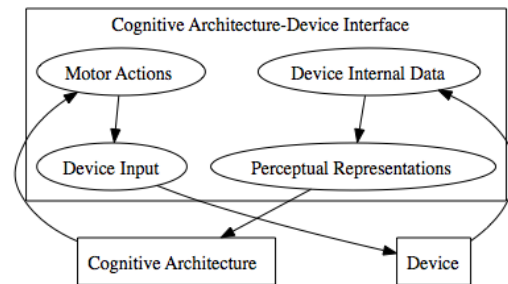 Cognitive Architecture-Device Interface
Motor Actions
Device Internal Data
Device Input
Perceptual Representations
Cognitive Architecture
Device